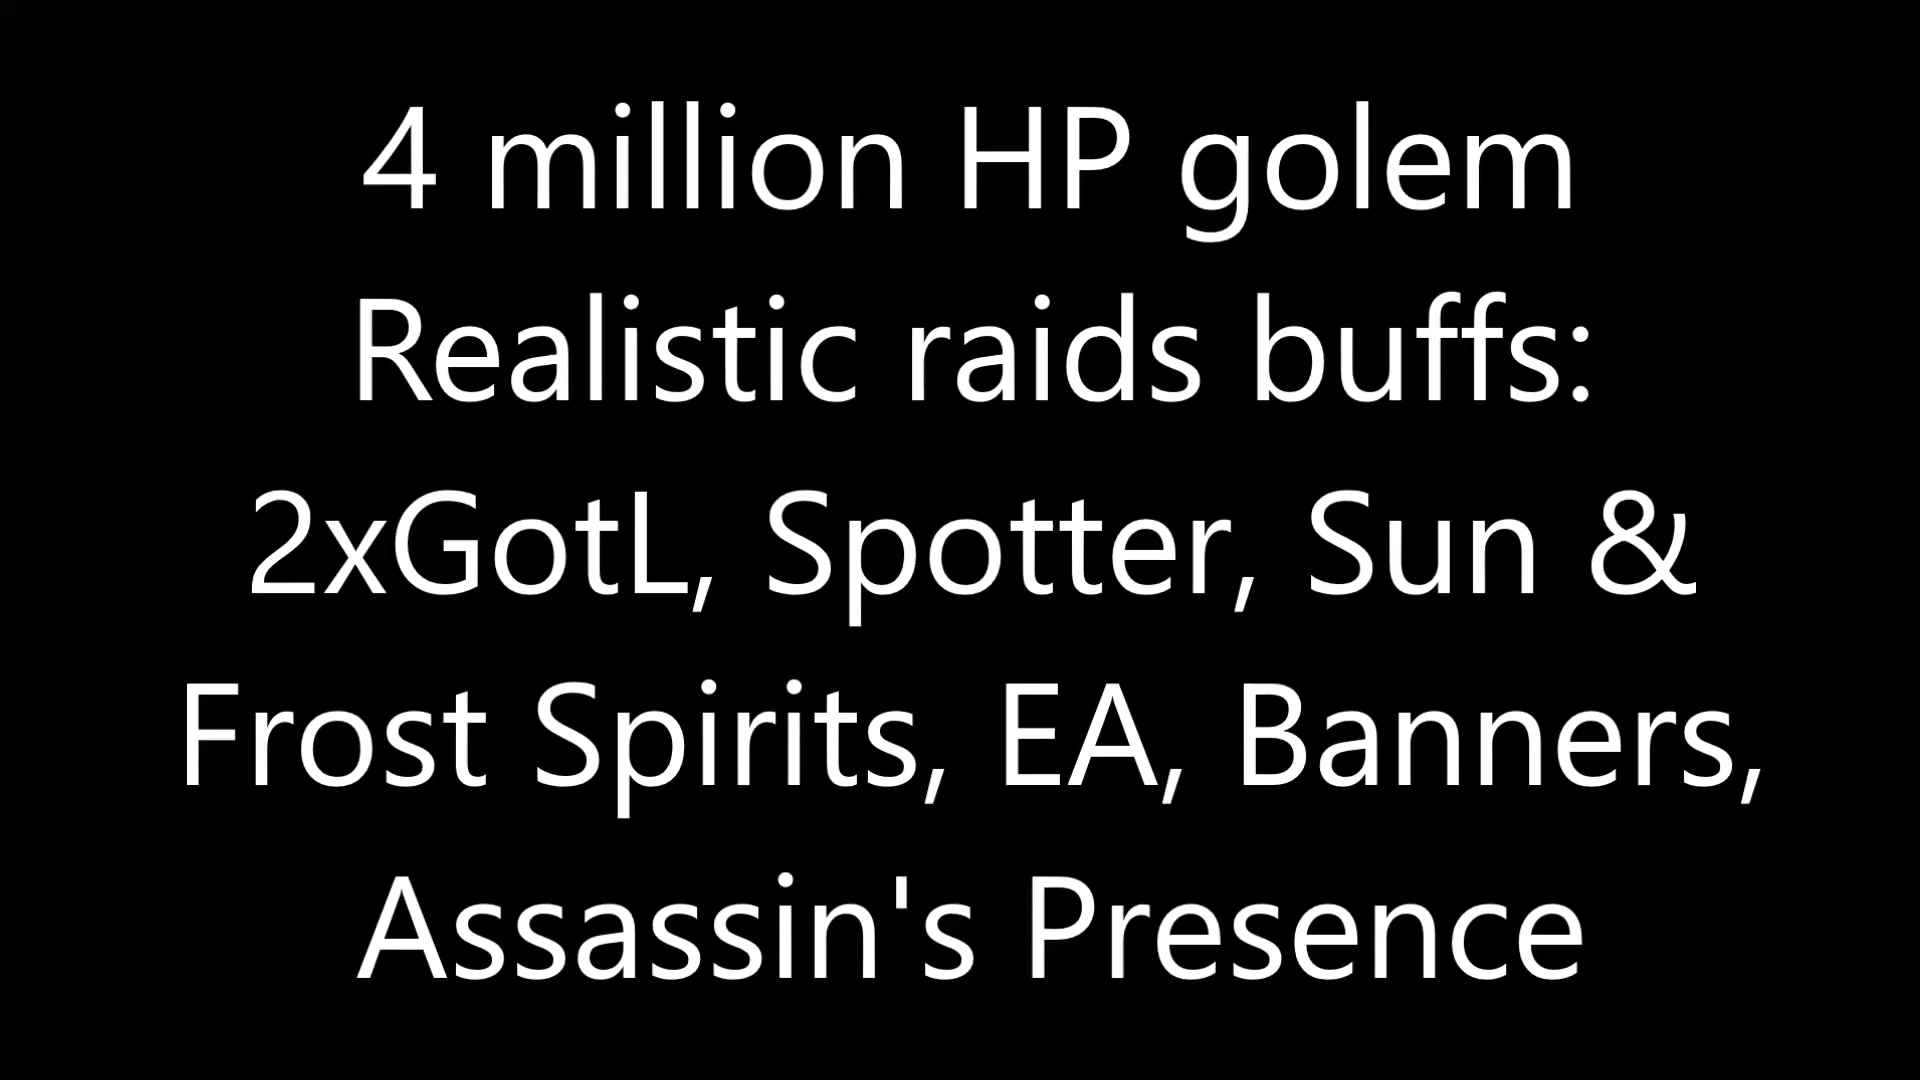 4 million HP golem
Realistic raids buffs:
2xGotL, Spotter, Sun &
Frost Spirits, EA, Banners,
Assassin's Presence